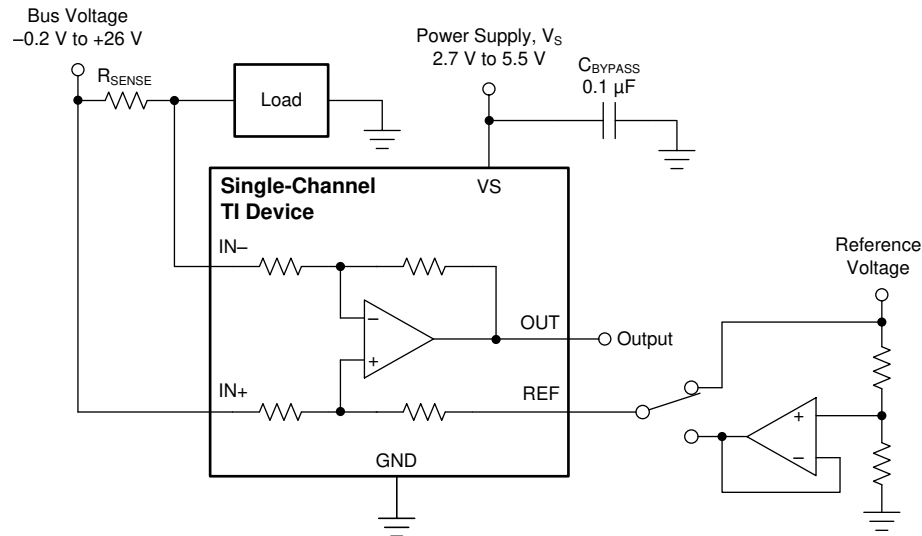 Bus Voltage
–0.2 V to +26 V
RSENSE
Load
Power Supply, VS
2.7 V to 5.5 V
CBYPASS
0.1 µF
Single-Channel
TI Device
VS
IN–
–
+
OUT
Output
IN+
REF
GND
Reference
Voltage
+
–